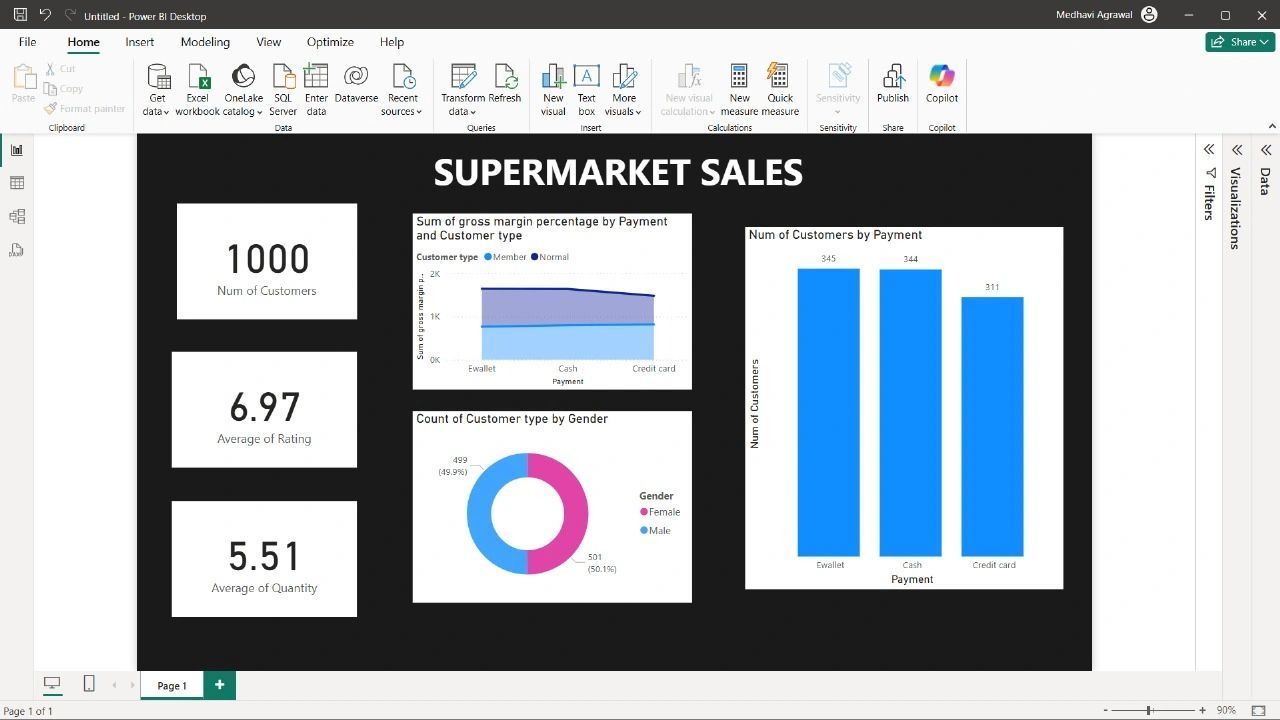 Untitled - Power BI Desktop
Medhavi Agrawal
File Home Insert Modeling View Optimize Help
Share
Paste
Cut
Copy
Format painter
Clipboard
Get data
Excel workbook
OneLake catalog
SQL Server
Enter data
Dataverse
Recent sources
Data
Transform data
Refresh
Queries
New visual
Text box
More visuals
Insert
New visual calculation
New measure
Quick measure
Calculations
Sensitivity
Sensitivity
Publish
Share
Copilot
Copilot
SUPERMARKET SALES
1000
Num of Customers
6.97
Average of Rating
5.51
Average of Quantity
Sum of gross margin percentage by Payment
and Customer type
Customer type Member Normal
Sum of gross margin p..
2K
1K
0K
Ewallet Cash Credit card
Payment
Count of Customer type by Gender
499
(49.9%)
501
(50.1%)
Gender
Female
Male
Num of Customers by Payment
Num of Customers
345 344 311
Ewallet Cash Credit card
Payment
Filters
Visualizations
Data
Page 1
Page 1 of 1
- + 90%